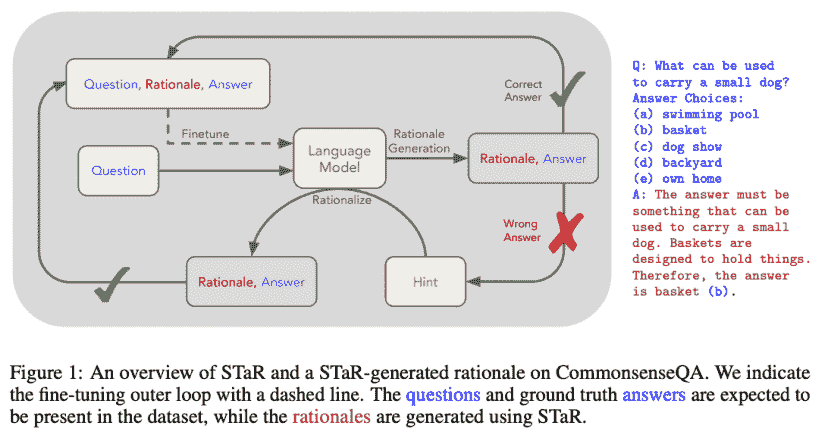 Question, Rationale, Answer
Finetune
Question
Language
Model
Rationale
Generation
Correct
Answer
Rationale, Answer
Rationalize
Wrong
Answer
Rationale, Answer
Hint
Q: What can be used
to carry a small dog?
Answer Choices:
(a) swimming pool
(b) basket
(c) dog show
(d) backyard
(e) own home
A: The answer must be
something that can be
used to carry a small
dog. Baskets are
designed to hold things.
Therefore, the answer
is basket (b).
Figure 1: An overview of STaR and a STaR-generated rationale on CommonsenseQA. We indicate
the fine-tuning outer loop with a dashed line. The questions and ground truth answers are expected to
be present in the dataset, while the rationales are generated using STaR.